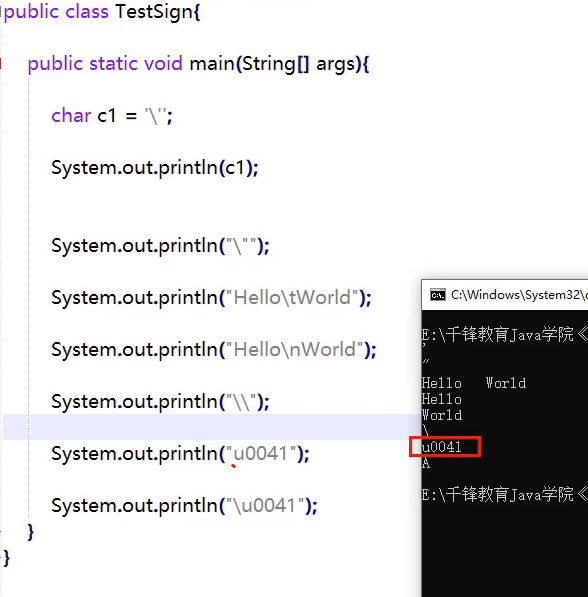 public class TestSign{
public static void main(String[] args){
char c1 = '\'';
System.out.println(c1);
System.out.println("\"");
System.out.println("Hello\tWorld");
System.out.println("Hello\nWorld");
System.out.println("\\");
System.out.println("u0041");
System.out.println("\u0041");
}
}
C:\Windows\System32\c
E:\千锋教育Java学院《
'
"
Hello   World
Hello
World
\
u0041
A
E:\千锋教育Java学院《